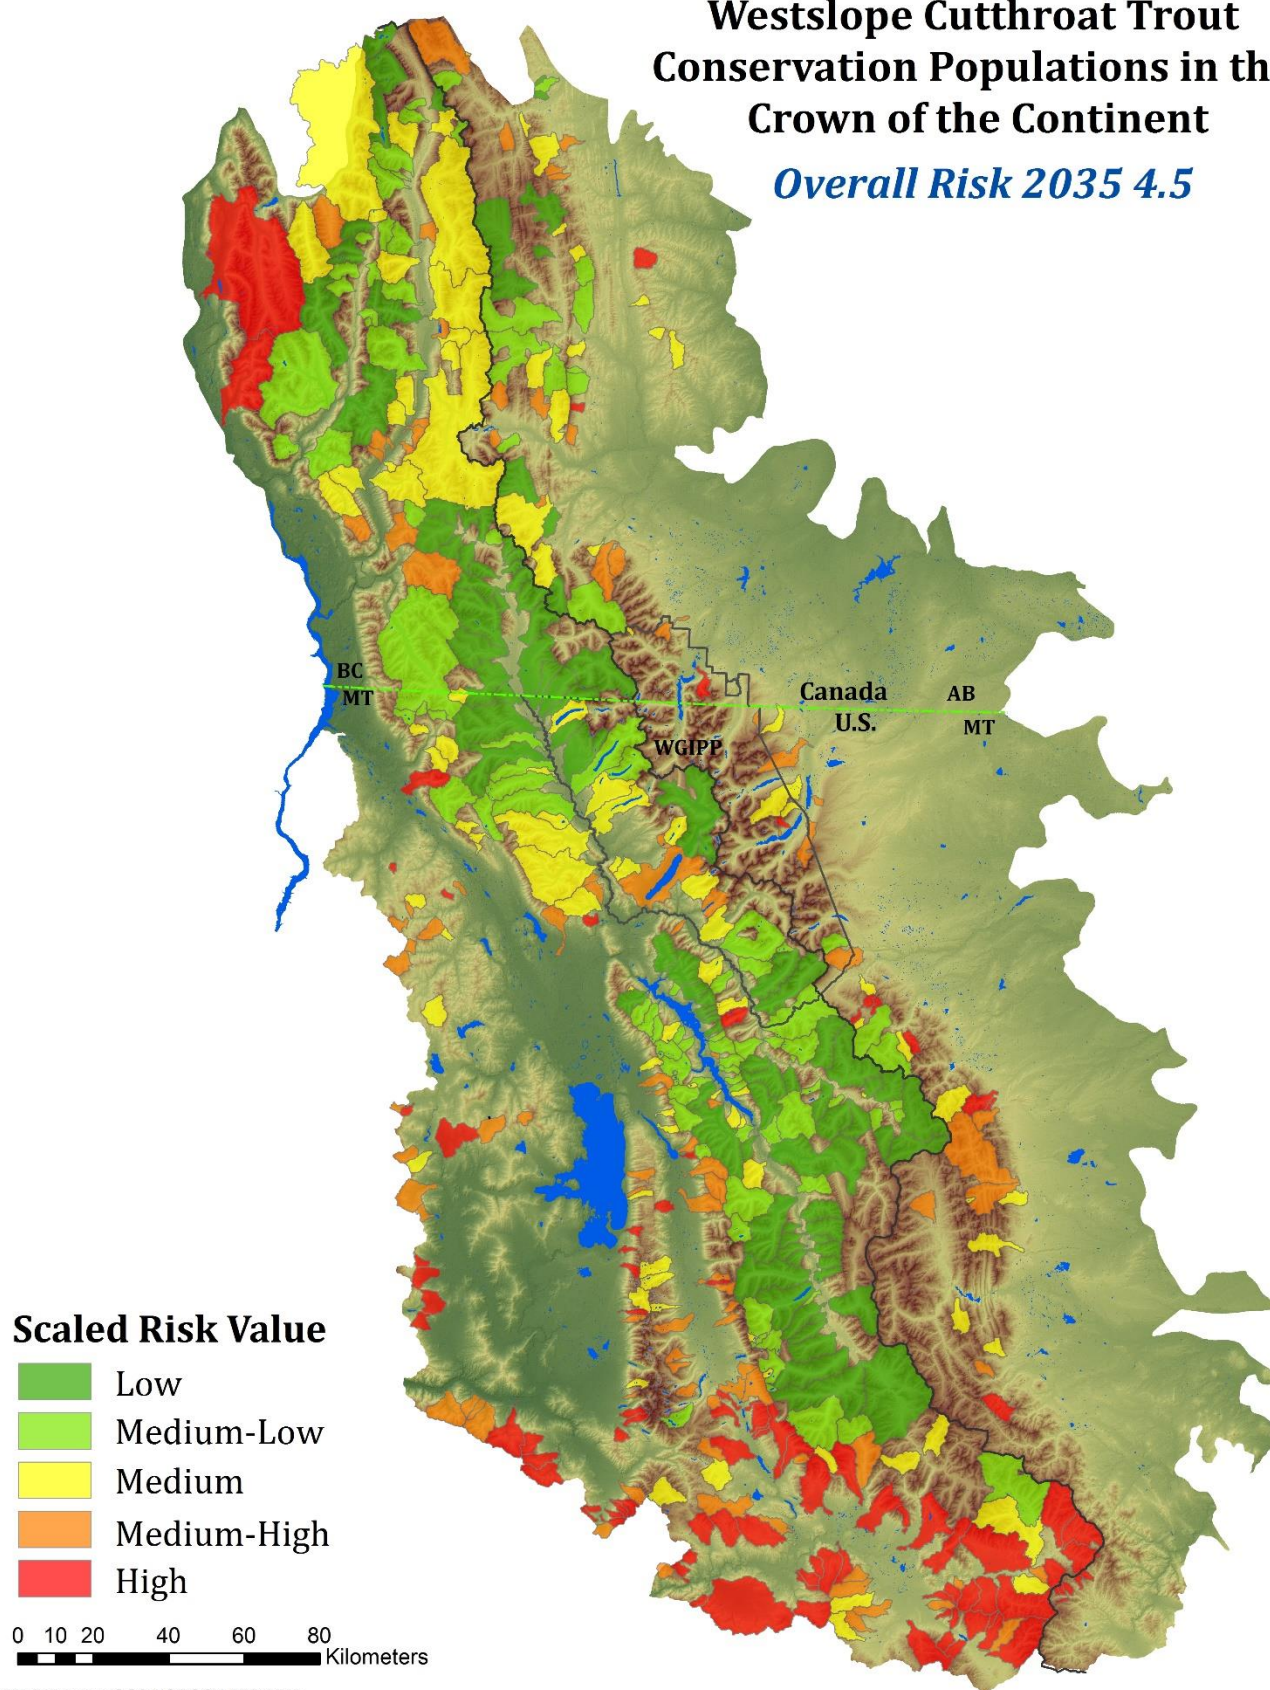 Westslope Cutthroat Trout
Conservation Populations in th
Crown of the Continent
Overall Risk 2035 4.5
BC
MT
Canada
AB
U.S.
MT
WGIPP
Scaled Risk Value
Low
Medium-Low
Medium
Medium-High
High
0 10 20 40 60 80
Kilometers